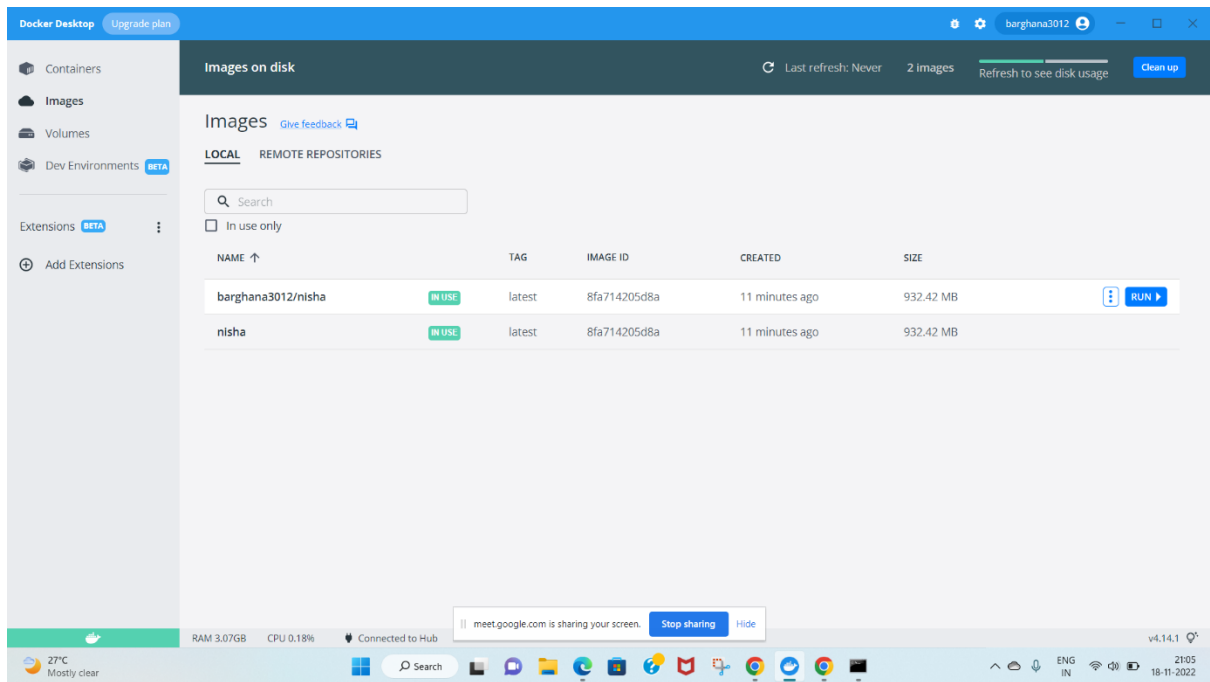 Docker Desktop Upgrade plan barghana3012
Containers
Images
Volumes
Dev Environments BETA
Extensions BETA
Add Extensions
Images on disk Last refresh: Never 2 images Refresh to see disk usage Clean up
Images Give feedback
LOCAL REMOTE REPOSITORIES
Search
In use only
NAME TAG IMAGE ID CREATED SIZE
barghana3012/nisha IN USE latest 8fa714205d8a 11 minutes ago 932.42 MB RUN
nisha IN USE latest 8fa714205d8a 11 minutes ago 932.42 MB
meet.google.com is sharing your screen. Stop sharing Hide
RAM 3.07GB CPU 0.18% Connected to Hub v4.14.1
27°C
Mostly clear
Search
ENG
IN
21:05
18-11-2022